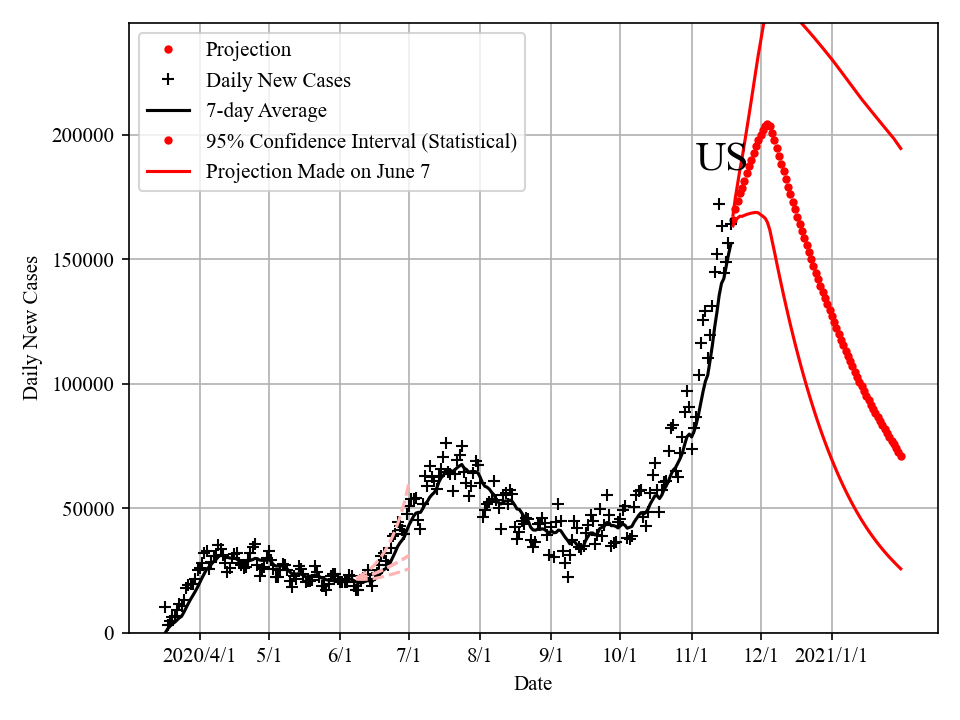 Projection
Daily New Cases
7-day Average
95% Confidence Interval (Statistical)
Projection Made on June 7
US
200000
150000
100000
50000
0
Daily New Cases
2020/4/1 5/1 6/1 7/1 8/1 9/1 10/1 11/1 12/1 2021/1/1
Date